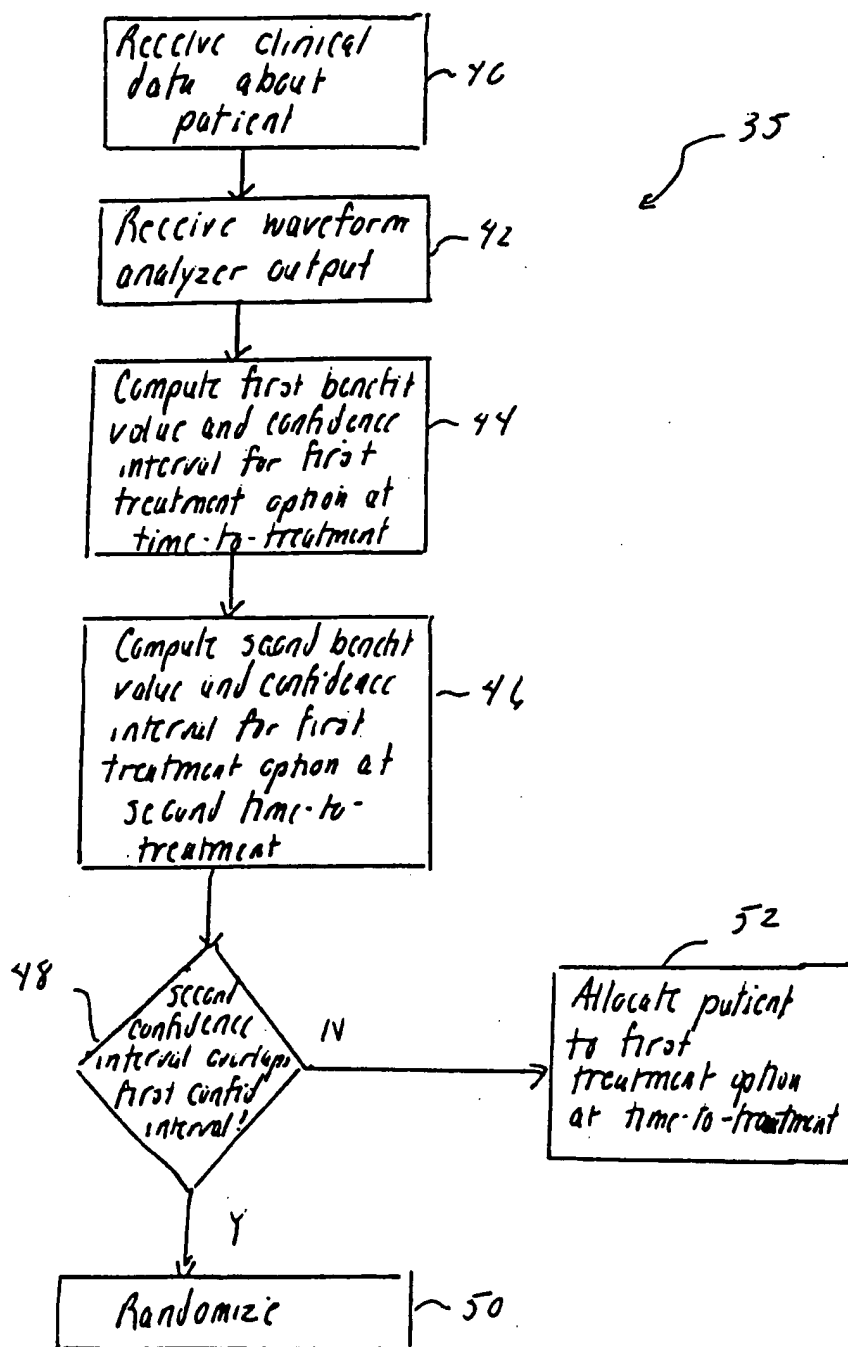 Receive clinical
data about
patient
40
35
Receive waveform
analyzer output
42
Compute first benefit
value and confidence
interval for first
treatment option at
time-to-treatment
44
Compute second benefit
value and confidence
interval for first
treatment option at
second time-to-
treatment
46
48
second
confidence
interval overlaps
first confid
interval?
N
52
Allocate patient
to first
treatment option
at time-to-treatment
Y
Randomize
50